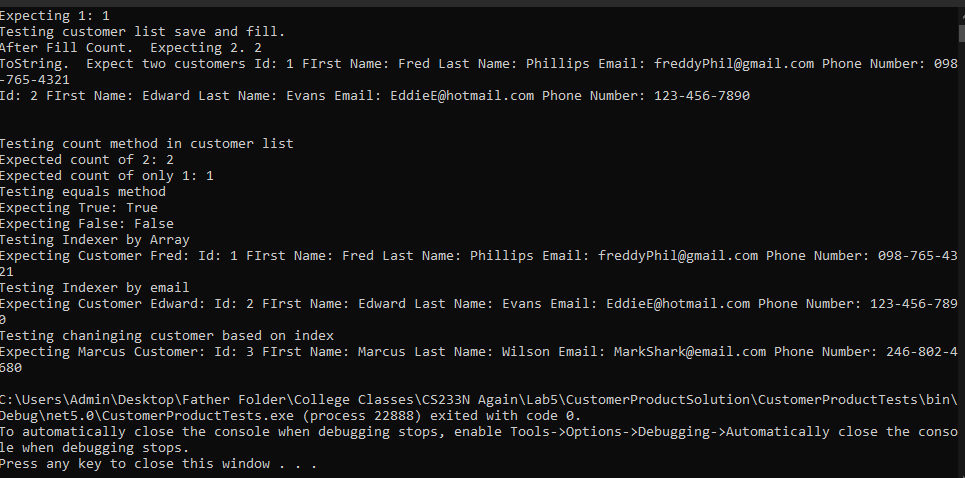 Expecting 1: 1
Testing customer list save and fill.
After Fill Count.  Expecting 2. 2
ToString.  Expect two customers Id: 1 FIrst Name: Fred Last Name: Phillips Email: freddyPhil@gmail.com Phone Number: 098
-765-4321
Id: 2 FIrst Name: Edward Last Name: Evans Email: EddieE@hotmail.com Phone Number: 123-456-7890
Testing count method in customer list
Expected count of 2: 2
Expected count of only 1: 1
Testing equals method
Expecting True: True
Expecting False: False
Testing Indexer by Array
Expecting Customer Fred: Id: 1 FIrst Name: Fred Last Name: Phillips Email: freddyPhil@gmail.com Phone Number: 098-765-43
21
Testing Indexer by email
Expecting Customer Edward: Id: 2 FIrst Name: Edward Last Name: Evans Email: EddieE@hotmail.com Phone Number: 123-456-789
0
Testing chaninging customer based on index
Expecting Marcus Customer: Id: 3 FIrst Name: Marcus Last Name: Wilson Email: MarkShark@email.com Phone Number: 246-802-4
680
C:\Users\Admin\Desktop\Father Folder\College Classes\CS233N Again\Lab5\CustomerProductSolution\CustomerProductTests\bin\
Debug\net5.0\CustomerProductTests.exe (process 22888) exited with code 0.
To automatically close the console when debugging stops, enable Tools->Options->Debugging->Automatically close the conso
le when debugging stops.
Press any key to close this window . . .